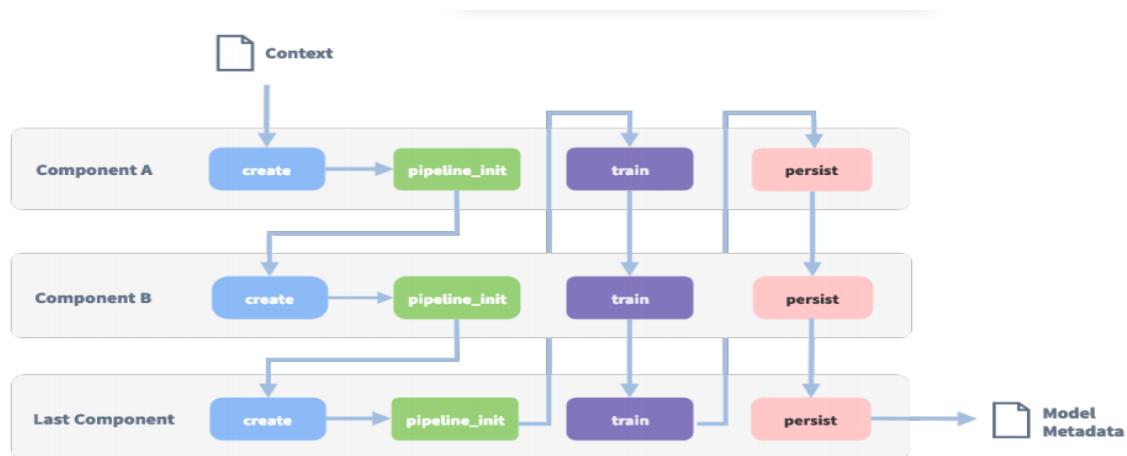 Context
Component A
create
pipeline_init
train
persist
Component B
create
pipeline_init
train
persist
Last Component
create
pipeline_init
train
persist
Model
Metadata